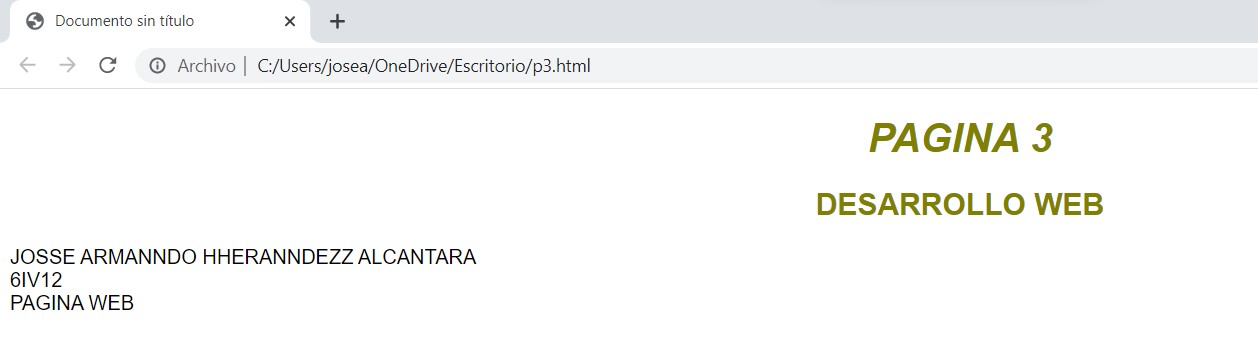 Documento sin título
Archivo | C:/Users/josea/OneDrive/Escritorio/p3.html
PAGINA 3
DESARROLLO WEB
JOSSE ARMANNDO HHERANNDEZZ ALCANTARA
6IV12
PAGINA WEB